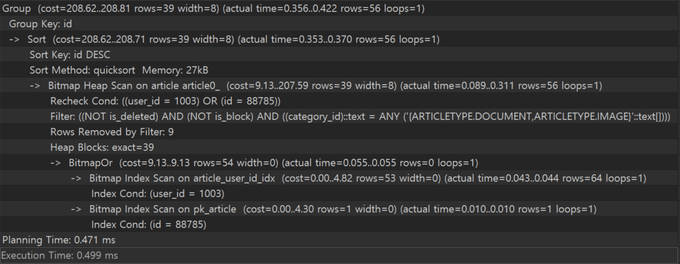 Group (cost=208.62..208.81 rows=39 width=8) (actual time=0.356..0.422 rows=56 loops=1)
Group Key: id
-> Sort (cost=208.62..208.71 rows=39 width=8) (actual time=0.353..0.370 rows=56 loops=1)
Sort Key: id DESC
Sort Method: quicksort Memory: 27kB
-> Bitmap Heap Scan on article article0_ (cost=9.13..207.59 rows=39 width=8) (actual time=0.089..0.311 rows=56 loops=1)
Recheck Cond: ((user_id = 1003) OR (id = 88785))
Filter: ((NOT is_deleted) AND (NOT is_block) AND ((category_id)::text = ANY ('{ARTICLETYPE.DOCUMENT,ARTICLETYPE.IMAGE}'::text[])))
Rows Removed by Filter: 9
Heap Blocks: exact=39
-> BitmapOr (cost=9.13..9.13 rows=54 width=0) (actual time=0.055..0.055 rows=0 loops=1)
-> Bitmap Index Scan on article_user_id_idx (cost=0.00..4.82 rows=53 width=0) (actual time=0.043..0.044 rows=64 loops=1)
Index Cond: (user_id = 1003)
-> Bitmap Index Scan on pk_article (cost=0.00..4.30 rows=1 width=0) (actual time=0.010..0.010 rows=1 loops=1)
Index Cond: (id = 88785)
Planning Time: 0.471 ms
Execution Time: 0.499 ms